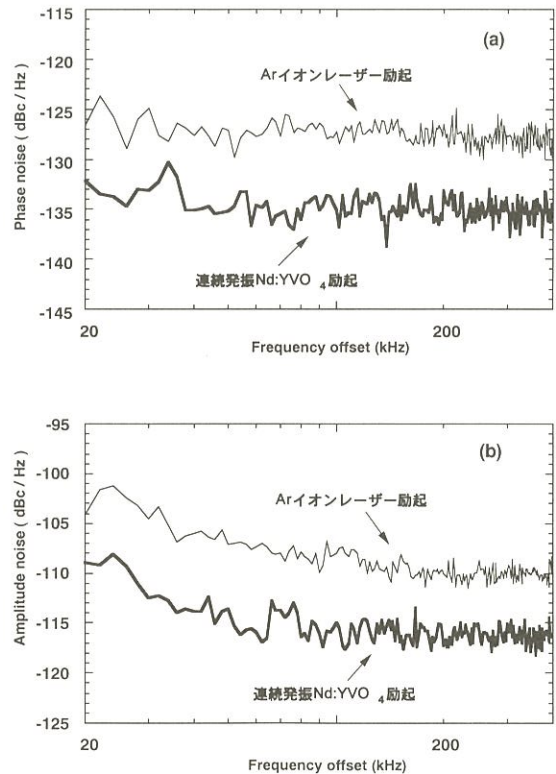 -115
(a)
Arイオンレーザー励起
-120
-125
-130
-135
連続発振Nd:YVO 4励起
-140
-145
Phase noise ( dBc / Hz )
20
200
Frequency offset (kHz)
-95
(b)
-100
Arイオンレーザー励起
-105
-110
-115
-120
連続発振Nd:YVO 4励起
-125
Amplitude noise ( dBc / Hz )
20
200
Frequency offset (kHz)